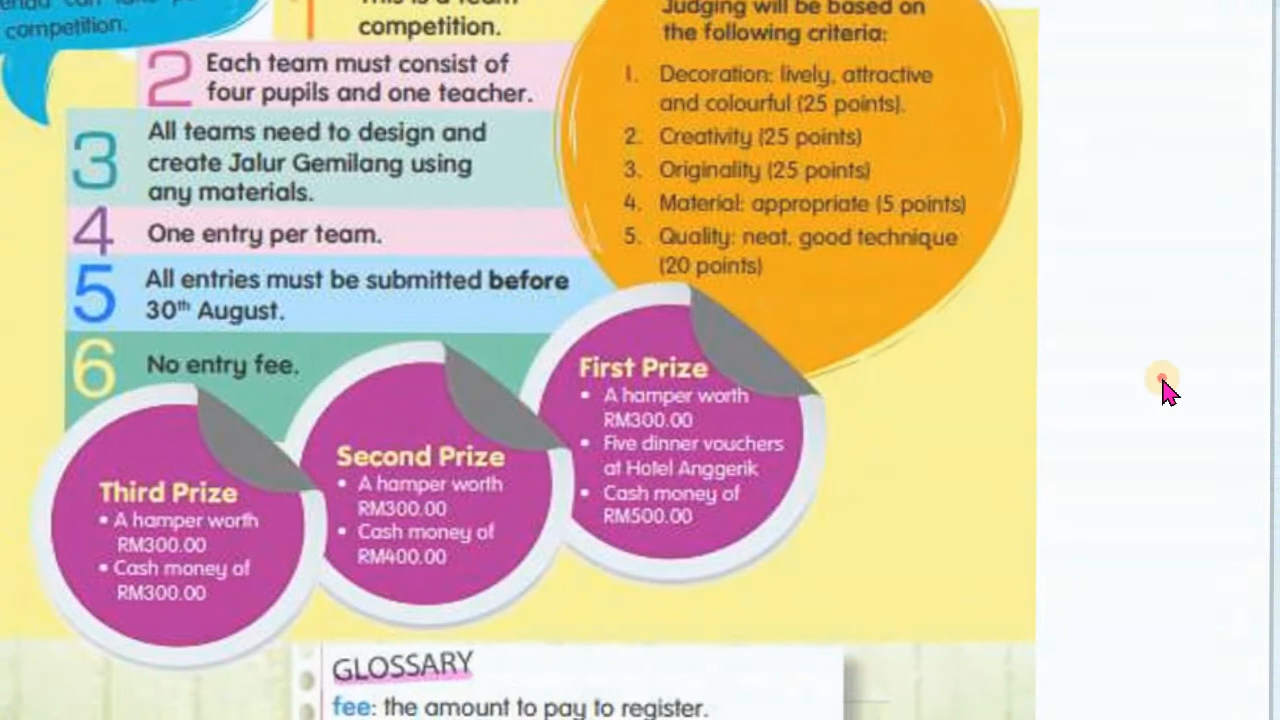 competition.
This is a team
competition.
2 Each team must consist of
four pupils and one teacher.
3 All teams need to design and
create Jalur Gemilang using
any materials.
4 One entry per team.
5 All entries must be submitted before
30th August.
6 No entry fee.
Judging will be based on
the following criteria:
1. Decoration: lively, attractive
and colourful (25 points).
2. Creativity (25 points)
3. Originality (25 points)
4. Material: appropriate (5 points)
5. Quality: neat, good technique
(20 points)
First Prize
• A hamper worth
RM300.00
• Five dinner vouchers
at Hotel Anggerik
• Cash money of
RM500.00
Second Prize
• A hamper worth
RM300.00
• Cash money of
RM400.00
Third Prize
• A hamper worth
RM300.00
• Cash money of
RM300.00
GLOSSARY
fee: the amount to pay to register.